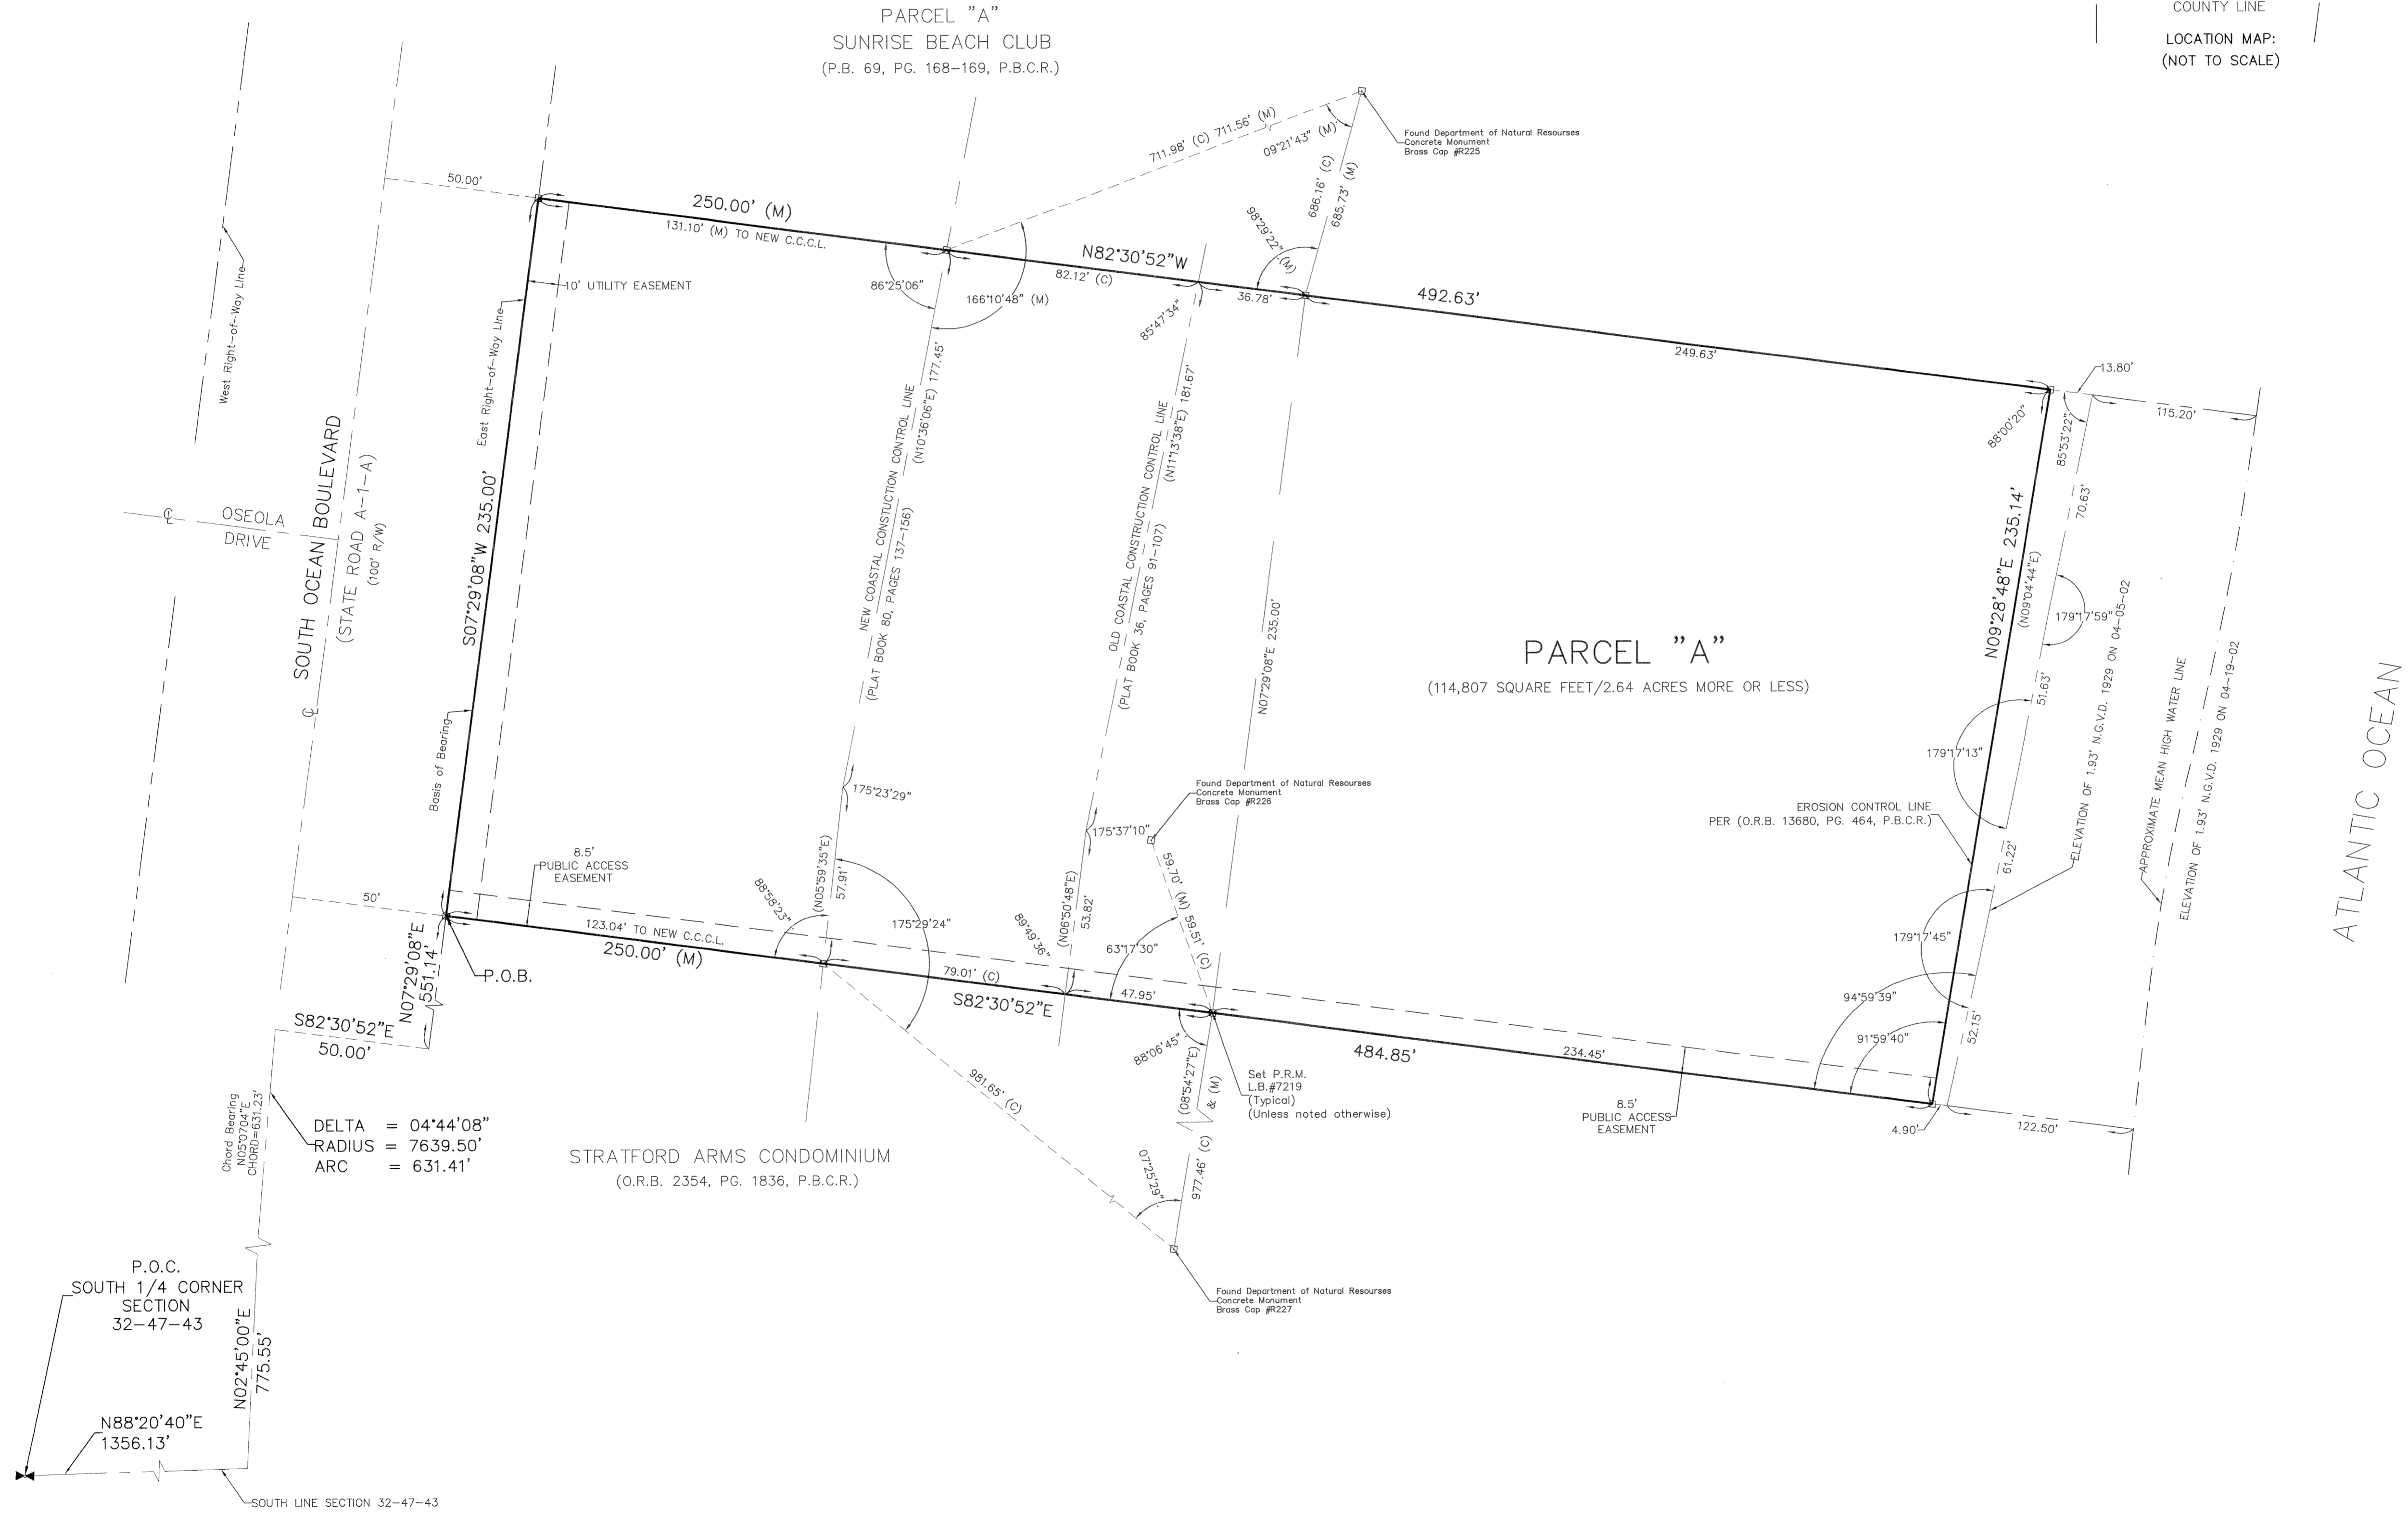 PARCEL "A"
SUNRISE BEACH CLUB
(P.B. 69, PG. 168-169, P.B.C.R.)
COUNTY LINE
LOCATION MAP:
(NOT TO SCALE)
Found Department of Natural Resourses
Concrete Monument
Brass Cap #R225
711.98' (C) 711.56' (M)
09°21'43" (M)
686.16' (C)
685.73' (M)
98°29'22"
(M)
50.00'
250.00' (M)
131.10' (M) TO NEW C.C.C.L.
N82°30'52"W
82.12' (C)
36.78'
492.63'
249.63'
13.80'
115.20'
10' UTILITY EASEMENT
86°25'06"
166°10'48" (M)
85°47'34"
88°00'20"
85°53'22"
West Right-of-Way Line
East Right-of-Way Line
SOUTH OCEAN BOULEVARD
(STATE ROAD A-1-A)
(100' R/W)
℄
OSEOLA
DRIVE
℄
S07°29'08"W 235.00'
Basis of Bearing
NEW COASTAL CONSTUCTION CONTROL LINE
(N10°36'06"E) 177.45'
(PLAT BOOK 80, PAGES 137-156)
OLD COASTAL CONSTRUCTION CONTROL LINE
(N11°13'38"E) 181.67'
(PLAT BOOK 36, PAGES 91-107)
N07°29'08"E 235.00'
PARCEL "A"
(114,807 SQUARE FEET/2.64 ACRES MORE OR LESS)
N09°28'48"E 235.14'
(N09°04'44"E)
70.63'
179°17'59"
51.63'
179°17'13"
61.22'
179°17'45"
52.15'
94°59'39"
91°59'40"
ELEVATION OF 1.93' N.G.V.D. 1929 ON 04-05-02
APPROXIMATE MEAN HIGH WATER LINE
ELEVATION OF 1.93' N.G.V.D. 1929 ON 04-19-02
ATLANTIC OCEAN
EROSION CONTROL LINE
PER (O.R.B. 13680, PG. 464, P.B.C.R.)
Found Department of Natural Resourses
Concrete Monument
Brass Cap #R226
175°23'29"
175°37'10"
59.70' (M) 59.51' (C)
63°17'30"
8.5'
PUBLIC ACCESS
EASEMENT
(N05°59'35"E)
57.91'
88°58'23"
175°29'24"
(N06°50'48"E)
53.82'
89°49'36"
50'
123.04' TO NEW C.C.C.L.
250.00' (M)
79.01' (C)
S82°30'52"E
47.95'
484.85'
234.45'
4.90'
122.50'
P.O.B.
N07°29'08"E
551.14'
S82°30'52"E
50.00'
88°06'45"
(08°54'27"E)
& (M)
977.46' (C)
07°25'29"
981.65' (C)
Set P.R.M.
L.B.#7219
(Typical)
(Unless noted otherwise)
8.5'
PUBLIC ACCESS
EASEMENT
Chord Bearing
N05°07'04"E
CHORD=631.23'
DELTA = 04°44'08"
RADIUS = 7639.50'
ARC = 631.41'
STRATFORD ARMS CONDOMINIUM
(O.R.B. 2354, PG. 1836, P.B.C.R.)
Found Department of Natural Resourses
Concrete Monument
Brass Cap #R227
P.O.C.
SOUTH 1/4 CORNER
SECTION
32-47-43
N02°45'00"E
775.55'
N88°20'40"E
1356.13'
SOUTH LINE SECTION 32-47-43